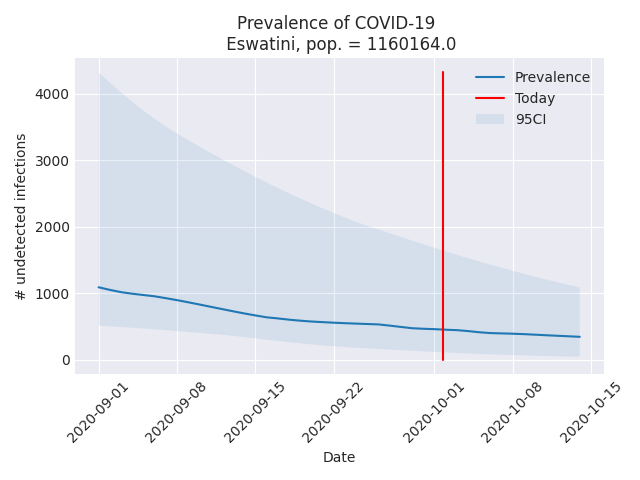 Prevalence of COVID-19
Eswatini, pop. = 1160164.0
Prevalence
Today
95CI
4000
3000
2000
1000
0
# undetected infections
2020-09-01
2020-09-08
2020-09-15
2020-09-22
2020-10-01
2020-10-08
2020-10-15
Date